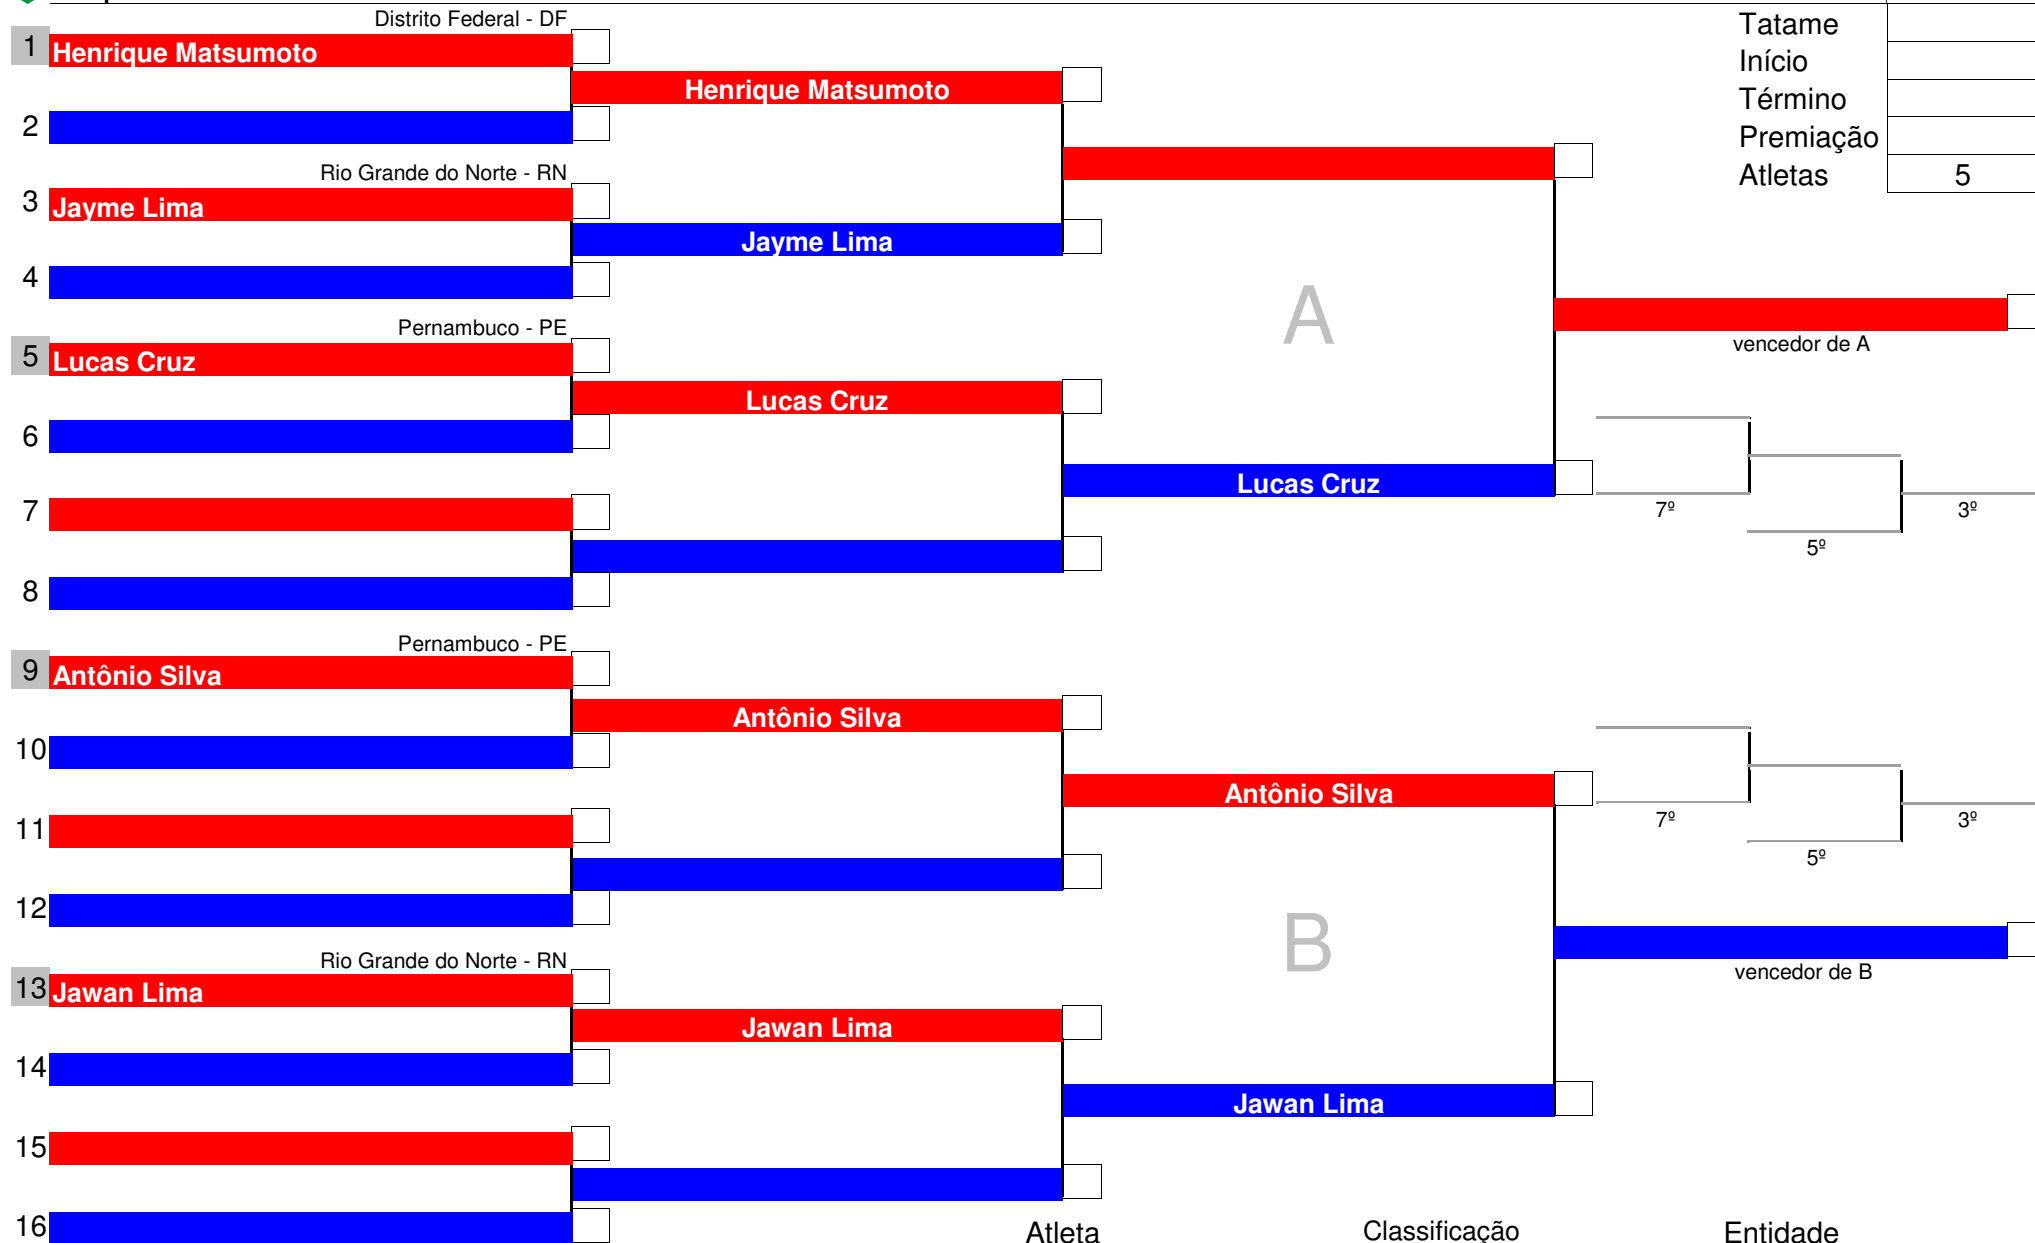 Distrito Federal - DF
1 Henrique Matsumoto
Henrique Matsumoto
2
Rio Grande do Norte - RN
3 Jayme Lima
Jayme Lima
4
Pernambuco - PE
5 Lucas Cruz
Lucas Cruz
6
Lucas Cruz
7
8
Pernambuco - PE
9 Antônio Silva
Antônio Silva
10
Antônio Silva
11
12
Rio Grande do Norte - RN
13 Jawan Lima
Jawan Lima
14
Jawan Lima
15
16
A
B
Tatame
Início
Término
Premiação
Atletas 5
vencedor de A
7º
3º
5º
7º
3º
5º
vencedor de B
Atleta Classificação Entidade